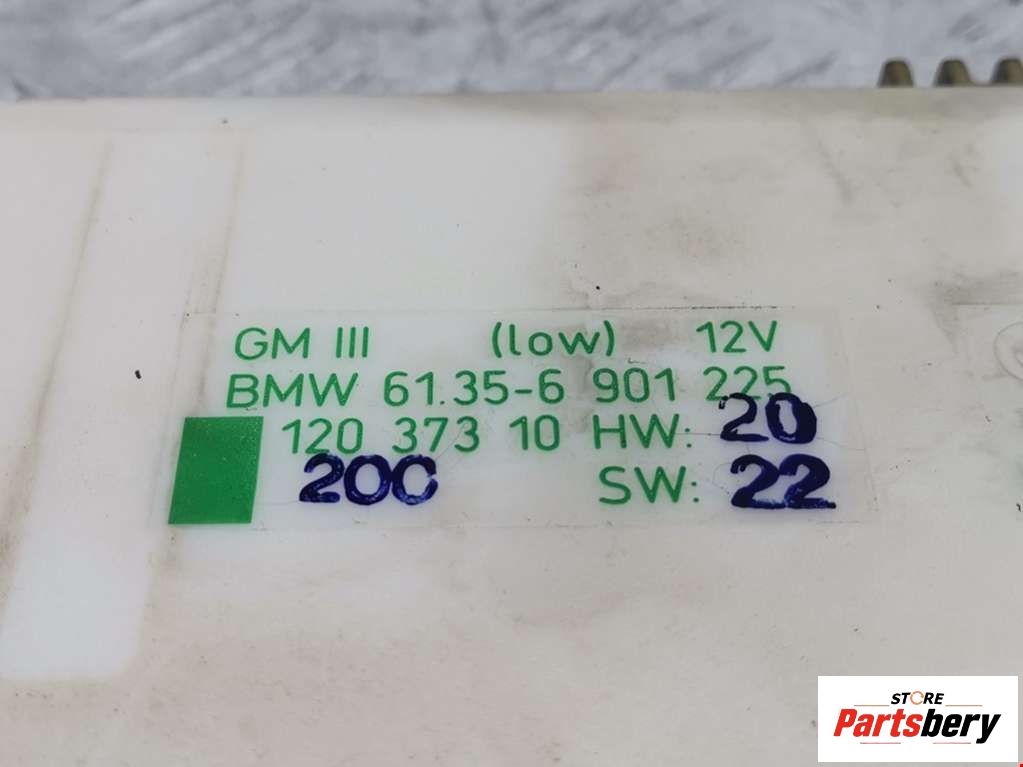 GM III (low) 12V
BMW 61.35-6 901 225
120 373 10 HW: 20
200 SW: 22
STORE
Partsbery